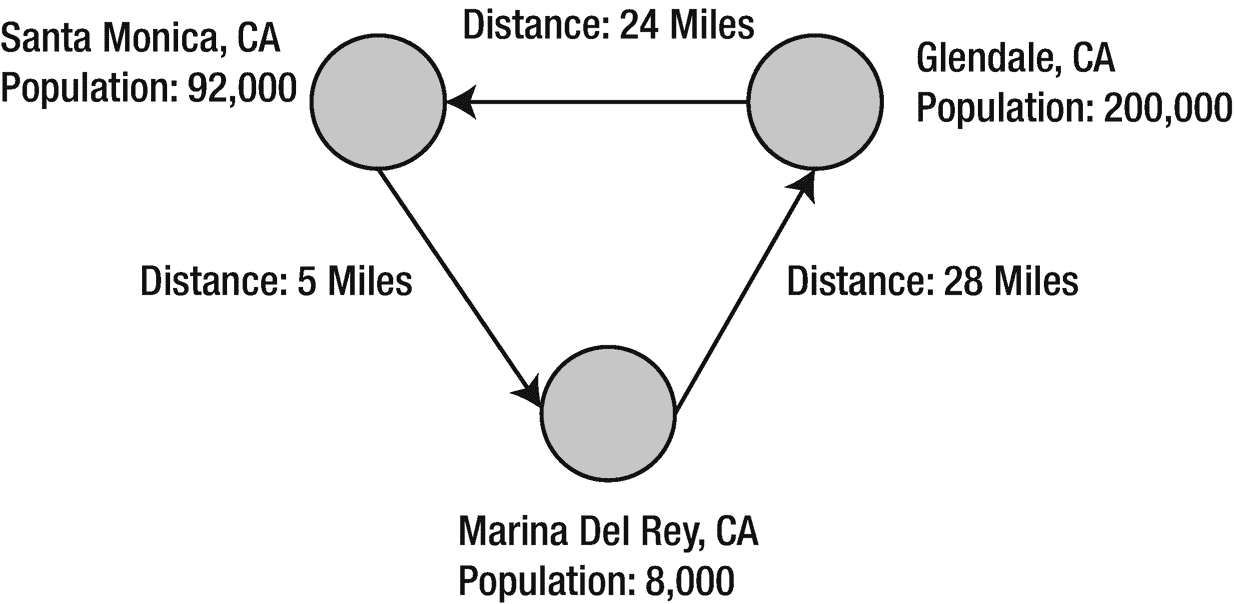 Distance: 24 Miles
Santa Monica, CA
Population: 92,000
Glendale, CA
Population: 200,000
Distance: 5 Miles
Distance: 28 Miles
Marina Del Rey, CA
Population: 8,000